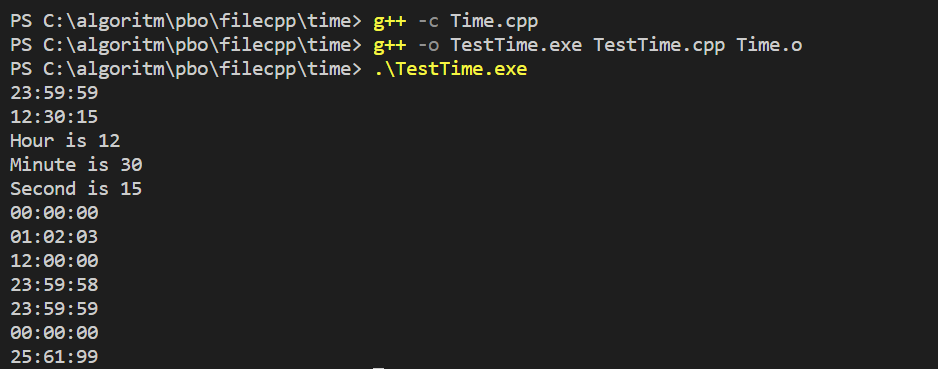 PS C:\algoritm\pbo\filecpp\time> g++ -c Time.cpp
PS C:\algoritm\pbo\filecpp\time> g++ -o TestTime.exe TestTime.cpp Time.o
PS C:\algoritm\pbo\filecpp\time> .\TestTime.exe
23:59:59
12:30:15
Hour is 12
Minute is 30
Second is 15
00:00:00
01:02:03
12:00:00
23:59:58
23:59:59
00:00:00
25:61:99